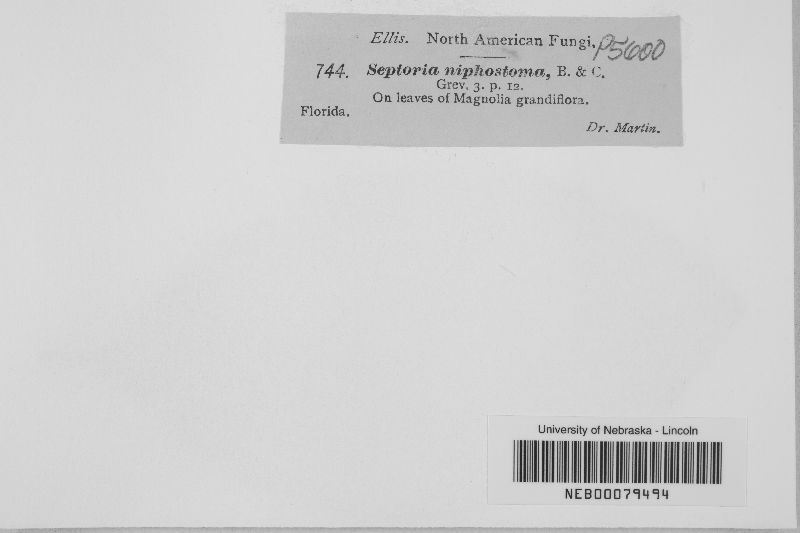 Ellis. North American Fungi. P5600
744. Septoria niphostoma, B. & C.
Grev. 3. p. 12.
On leaves of Magnolia grandiflora.
Florida.
Dr. Martin.
University of Nebraska - Lincoln
NEB00079494